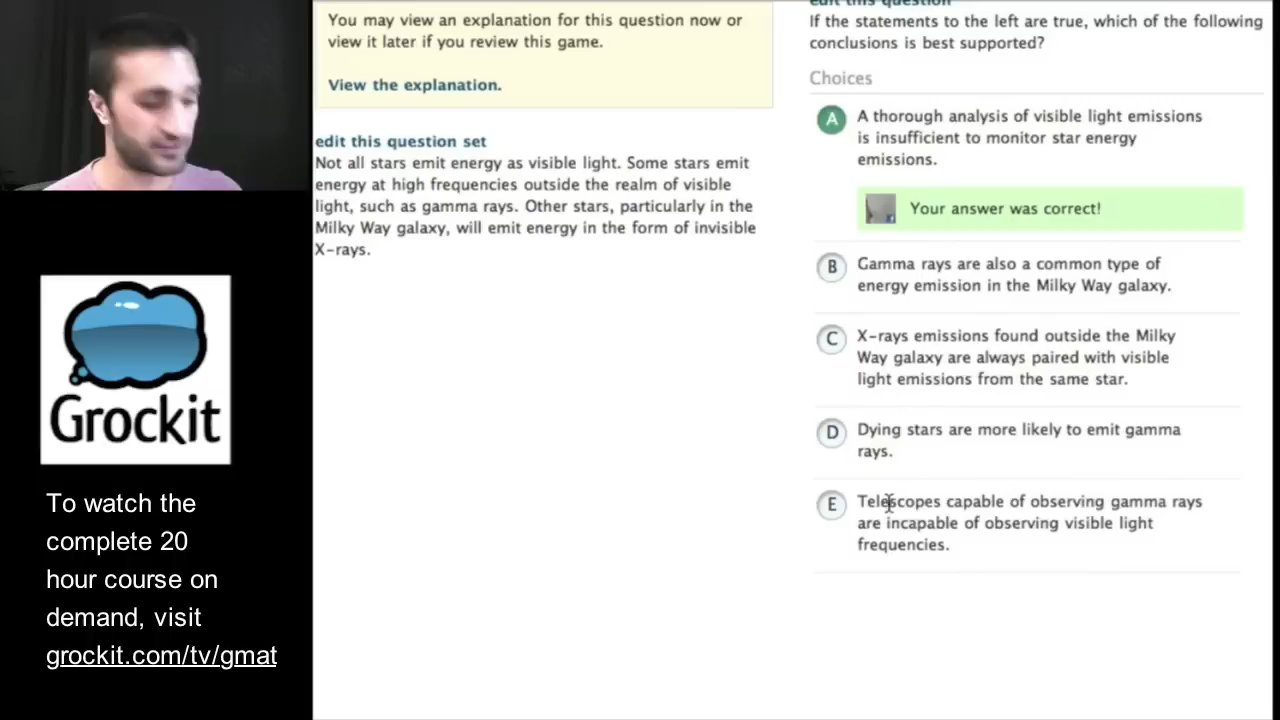 You may view an explanation for this question now or
view it later if you review this game.
View the explanation.
edit this question set
Not all stars emit energy as visible light. Some stars emit
energy at high frequencies outside the realm of visible
light, such as gamma rays. Other stars, particularly in the
Milky Way galaxy, will emit energy in the form of invisible
X-rays.
edit this question
If the statements to the left are true, which of the following
conclusions is best supported?
Choices
A
A thorough analysis of visible light emissions
is insufficient to monitor star energy
emissions.
Your answer was correct!
B
Gamma rays are also a common type of
energy emission in the Milky Way galaxy.
C
X-rays emissions found outside the Milky
Way galaxy are always paired with visible
light emissions from the same star.
D
Dying stars are more likely to emit gamma
rays.
E
Telescopes capable of observing gamma rays
are incapable of observing visible light
frequencies.
Grockit
To watch the
complete 20
hour course on
demand, visit
grockit.com/tv/gmat